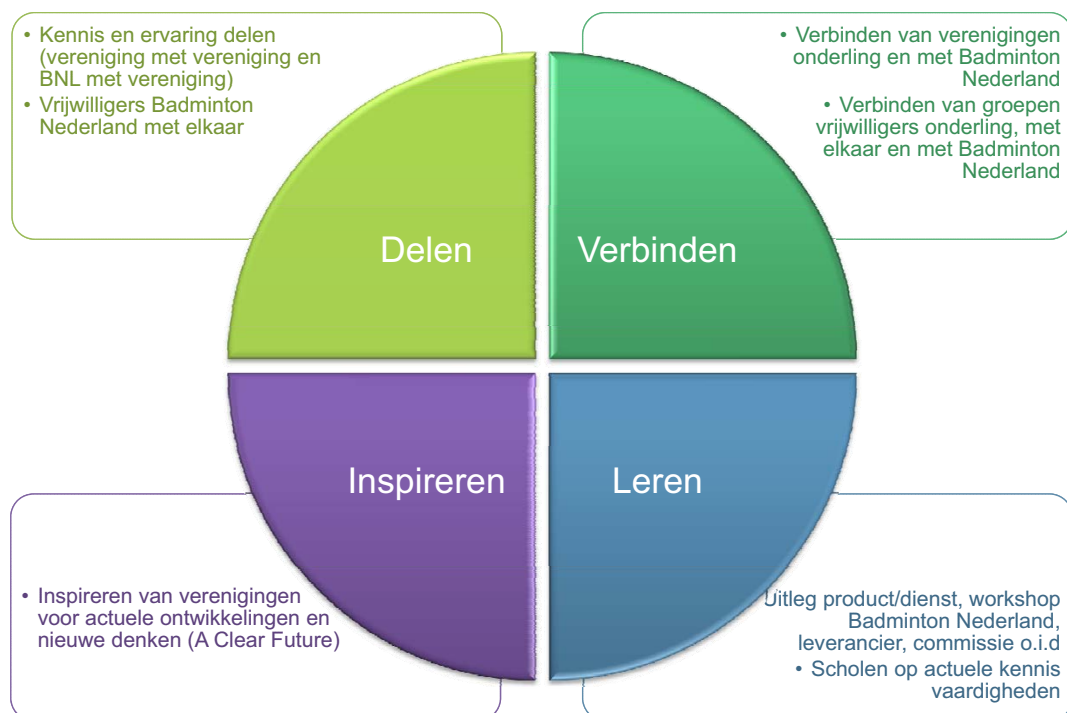 • Kennis en ervaring delen
(vereniging met vereniging en
BNL met vereniging)
• Vrijwilligers Badminton
Nederland met elkaar
• Verbinden van verenigingen
onderling en met Badminton
Nederland
• Verbinden van groepen
vrijwilligers onderling, met
elkaar en met Badminton
Nederland
Delen
Verbinden
Inspireren
Leren
• Inspireren van verenigingen
voor actuele ontwikkelingen en
nieuwe denken (A Clear Future)
Uitleg product/dienst, workshop
Badminton Nederland,
leverancier, commissie o.i.d
• Scholen op actuele kennis
vaardigheden